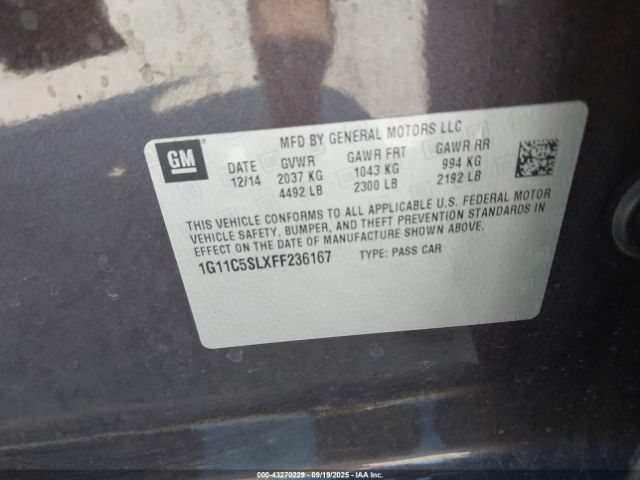 GM
MFD BY GENERAL MOTORS LLC
DATE GVWR GAWR FRT GAWR RR
12/14 2037 KG 1043 KG 994 KG
4492 LB 2300 LB 2192 LB
THIS VEHICLE CONFORMS TO ALL APPLICABLE U.S. FEDERAL MOTOR
VEHICLE SAFETY, BUMPER, AND THEFT PREVENTION STANDARDS IN
EFFECT ON THE DATE OF MANUFACTURE SHOWN ABOVE.
1G11C5SLXFF236167 TYPE: PASS CAR
000-43270229 - 09/19/2025 - IAAI.com